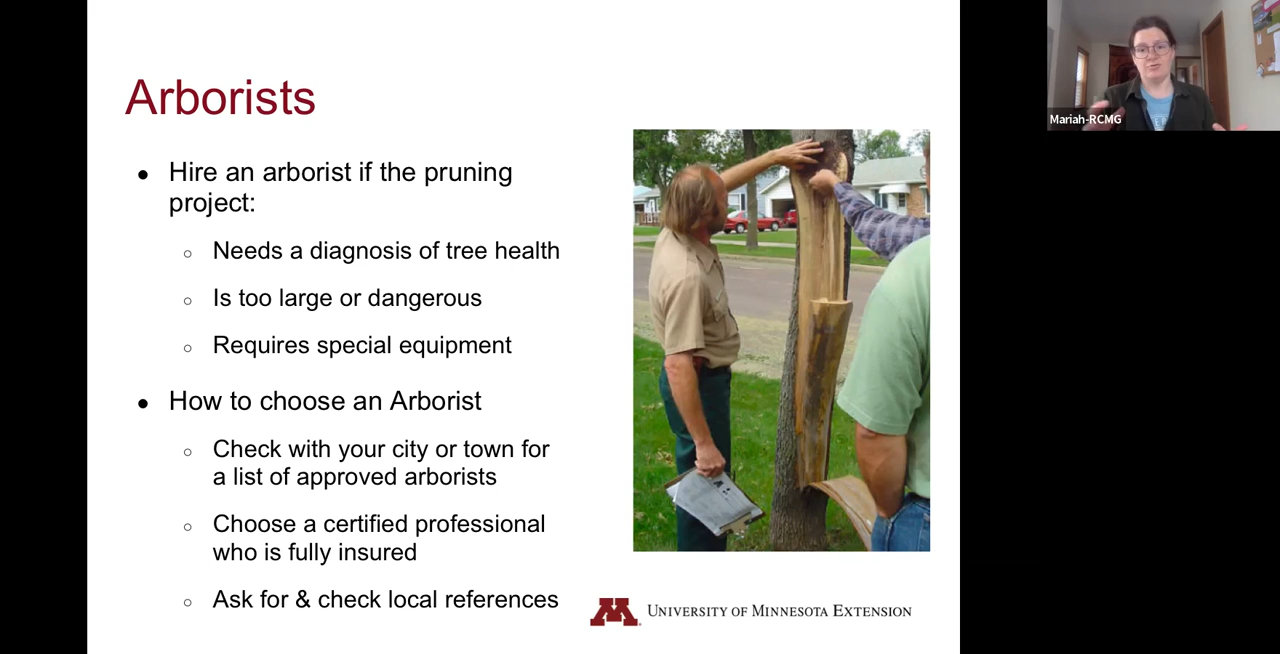 Arborists
● Hire an arborist if the pruning
project:
○ Needs a diagnosis of tree health
○ Is too large or dangerous
○ Requires special equipment
● How to choose an Arborist
○ Check with your city or town for
a list of approved arborists
○ Choose a certified professional
who is fully insured
○ Ask for & check local references
M
UNIVERSITY OF MINNESOTA EXTENSION
Mariah-RCMG